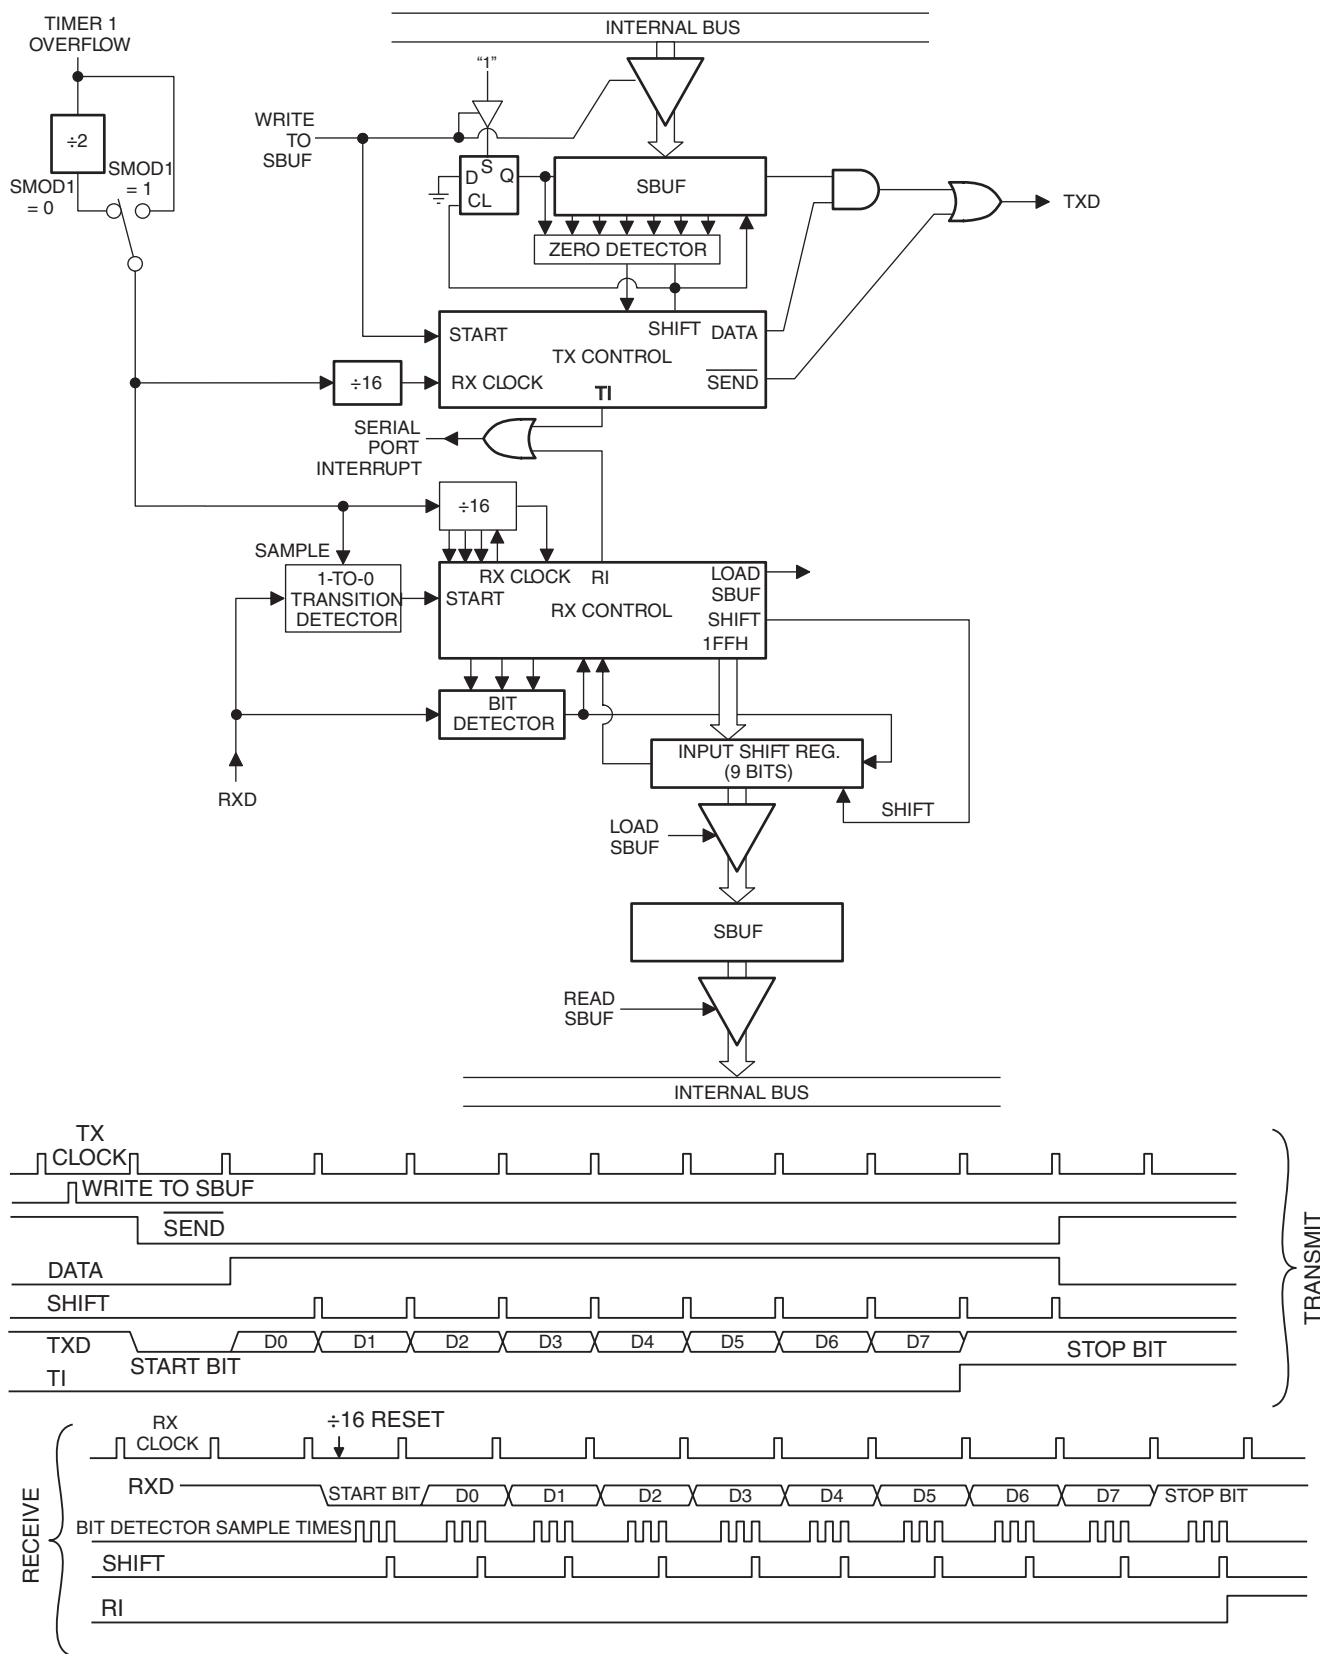 TIMER 1
OVERFLOW
INTERNAL BUS
“1”
WRITE
TO
SBUF
÷2
SMOD1
= 0
SMOD1
= 1
D
S
Q
CL
SBUF
ZERO DETECTOR
TXD
START
SHIFT
DATA
TX CONTROL
÷16
RX CLOCK
SEND
TI
SERIAL
PORT
INTERRUPT
÷16
SAMPLE
1-TO-0
TRANSITION
DETECTOR
RX CLOCK
RI
LOAD
SBUF
START
RX CONTROL
SHIFT
1FFH
BIT
DETECTOR
INPUT SHIFT REG.
(9 BITS)
RXD
SHIFT
LOAD
SBUF
SBUF
READ
SBUF
INTERNAL BUS
TX
CLOCK
WRITE TO SBUF
SEND
DATA
SHIFT
TXD
D0 D1 D2 D3 D4 D5 D6 D7
START BIT
STOP BIT
TI
TRANSMIT
÷16 RESET
RX
CLOCK
RXD
START BIT D0 D1 D2 D3 D4 D5 D6 D7 STOP BIT
BIT DETECTOR SAMPLE TIMES
SHIFT
RI
RECEIVE